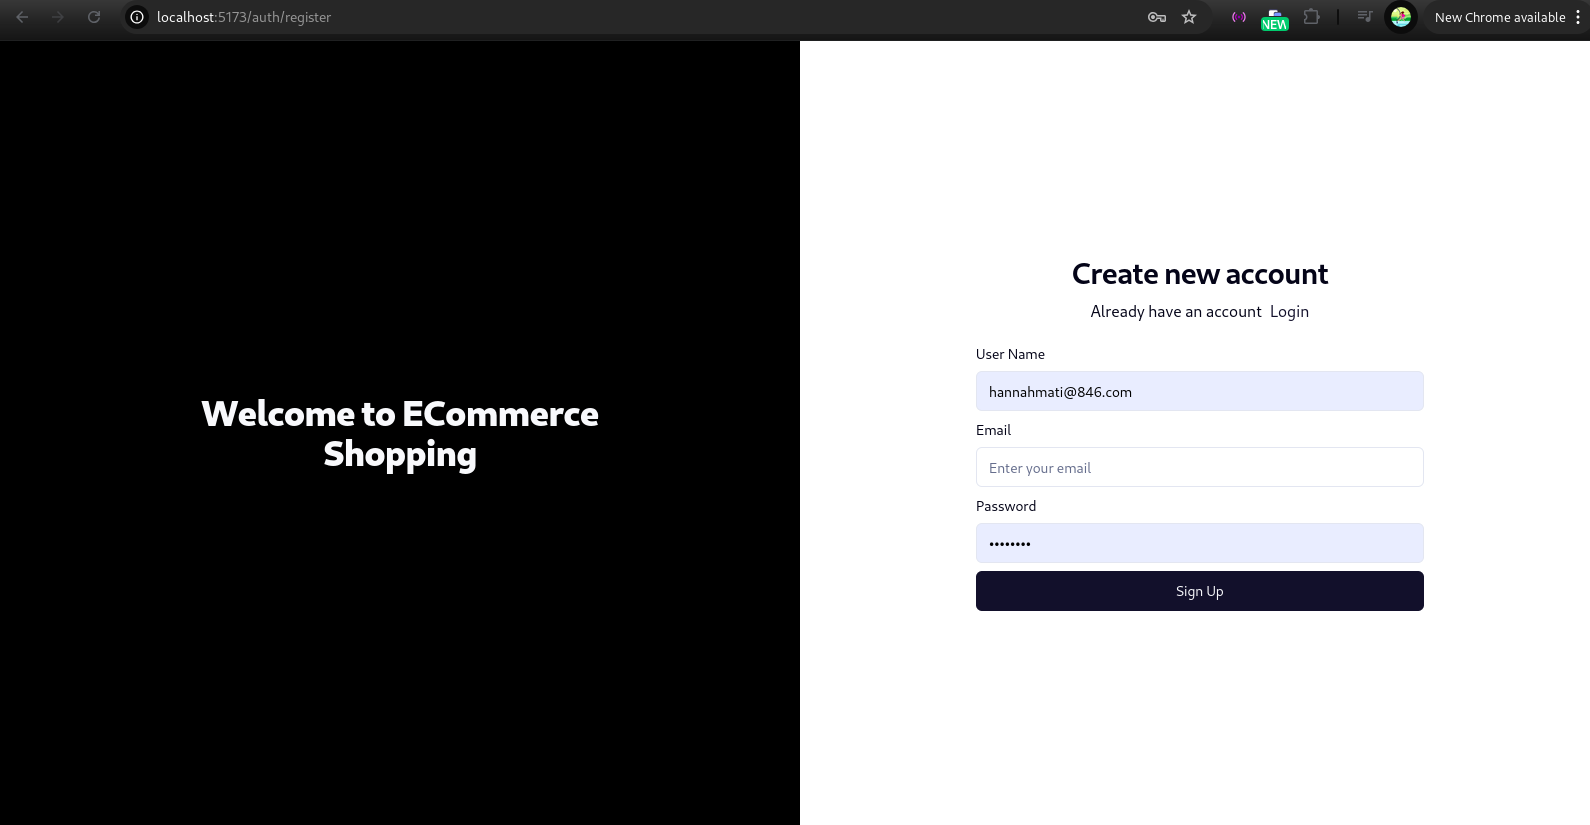 localhost:5173/auth/register
NEW
New Chrome available
Welcome to ECommerce
Shopping
Create new account
Already have an account Login
User Name
hannahmati@846.com
Email
Enter your email
Password
••••••••
Sign Up